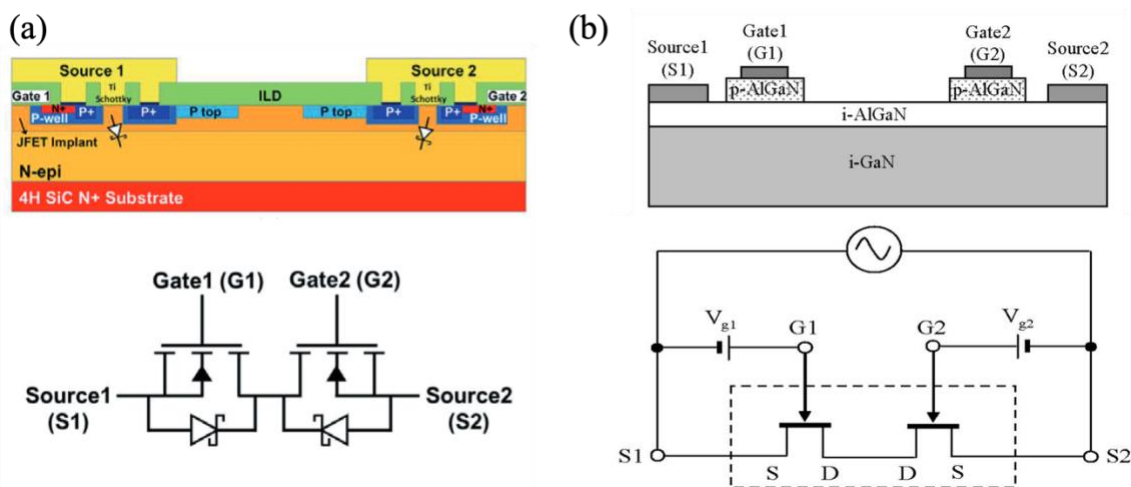 (a)
Source 1
Source 2
Gate 1
Ti
Schottky
ILD
Ti
Schottky
Gate 2
N+
P-well
P+
P+
P top
P top
P+
P+
N+
P-well
JFET Implant
N-epi
4H SiC N+ Substrate
Gate1 (G1)
Gate2 (G2)
Source1
(S1)
Source2
(S2)
(b)
Source1
(S1)
Gate1
(G1)
Gate2
(G2)
Source2
(S2)
p-AlGaN
p-AlGaN
i-AlGaN
i-GaN
Vg1
G1
G2
Vg2
S1
S2
S
D
D
S